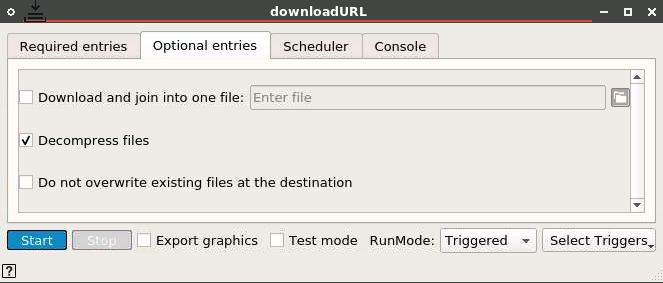 downloadURL
Required entries Optional entries Scheduler Console
Download and join into one file: Enter file
Decompress files
Do not overwrite existing files at the destination
Start Stop Export graphics Test mode RunMode: Triggered Select Triggers
?